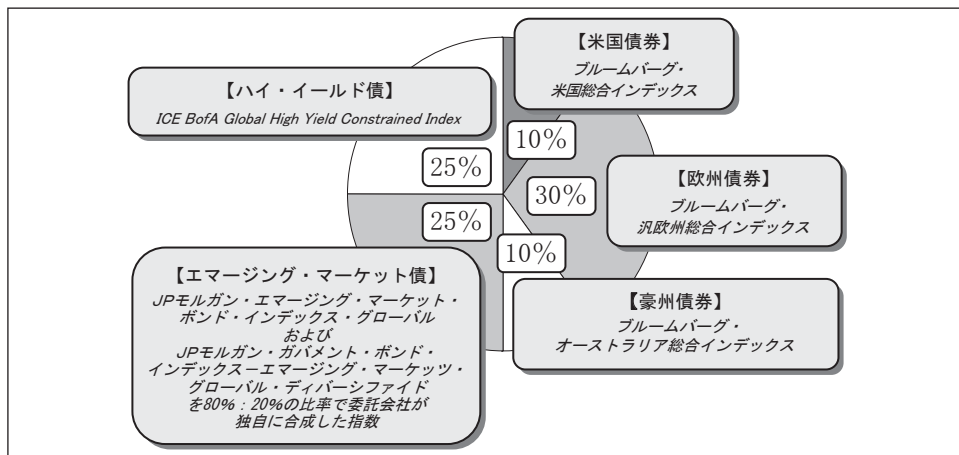 【米国債券】
ブルームバーグ・
米国総合インデックス
【ハイ・イールド債】
ICE BofA Global High Yield Constrained Index
10%
25%
【欧州債券】
ブルームバーグ・
汎欧州総合インデックス
30%
25%
10%
【エマージング・マーケット債】
JPモルガン・エマージング・マーケット・
ボンド・インデックス・グローバル
および
JPモルガン・ガバメント・ボンド・
インデックス−エマージング・マーケッツ・
グローバル・ディバーシファイド
を80%：20%の比率で委託会社が
独自に合成した指数
【豪州債券】
ブルームバーグ・
オーストラリア総合インデックス